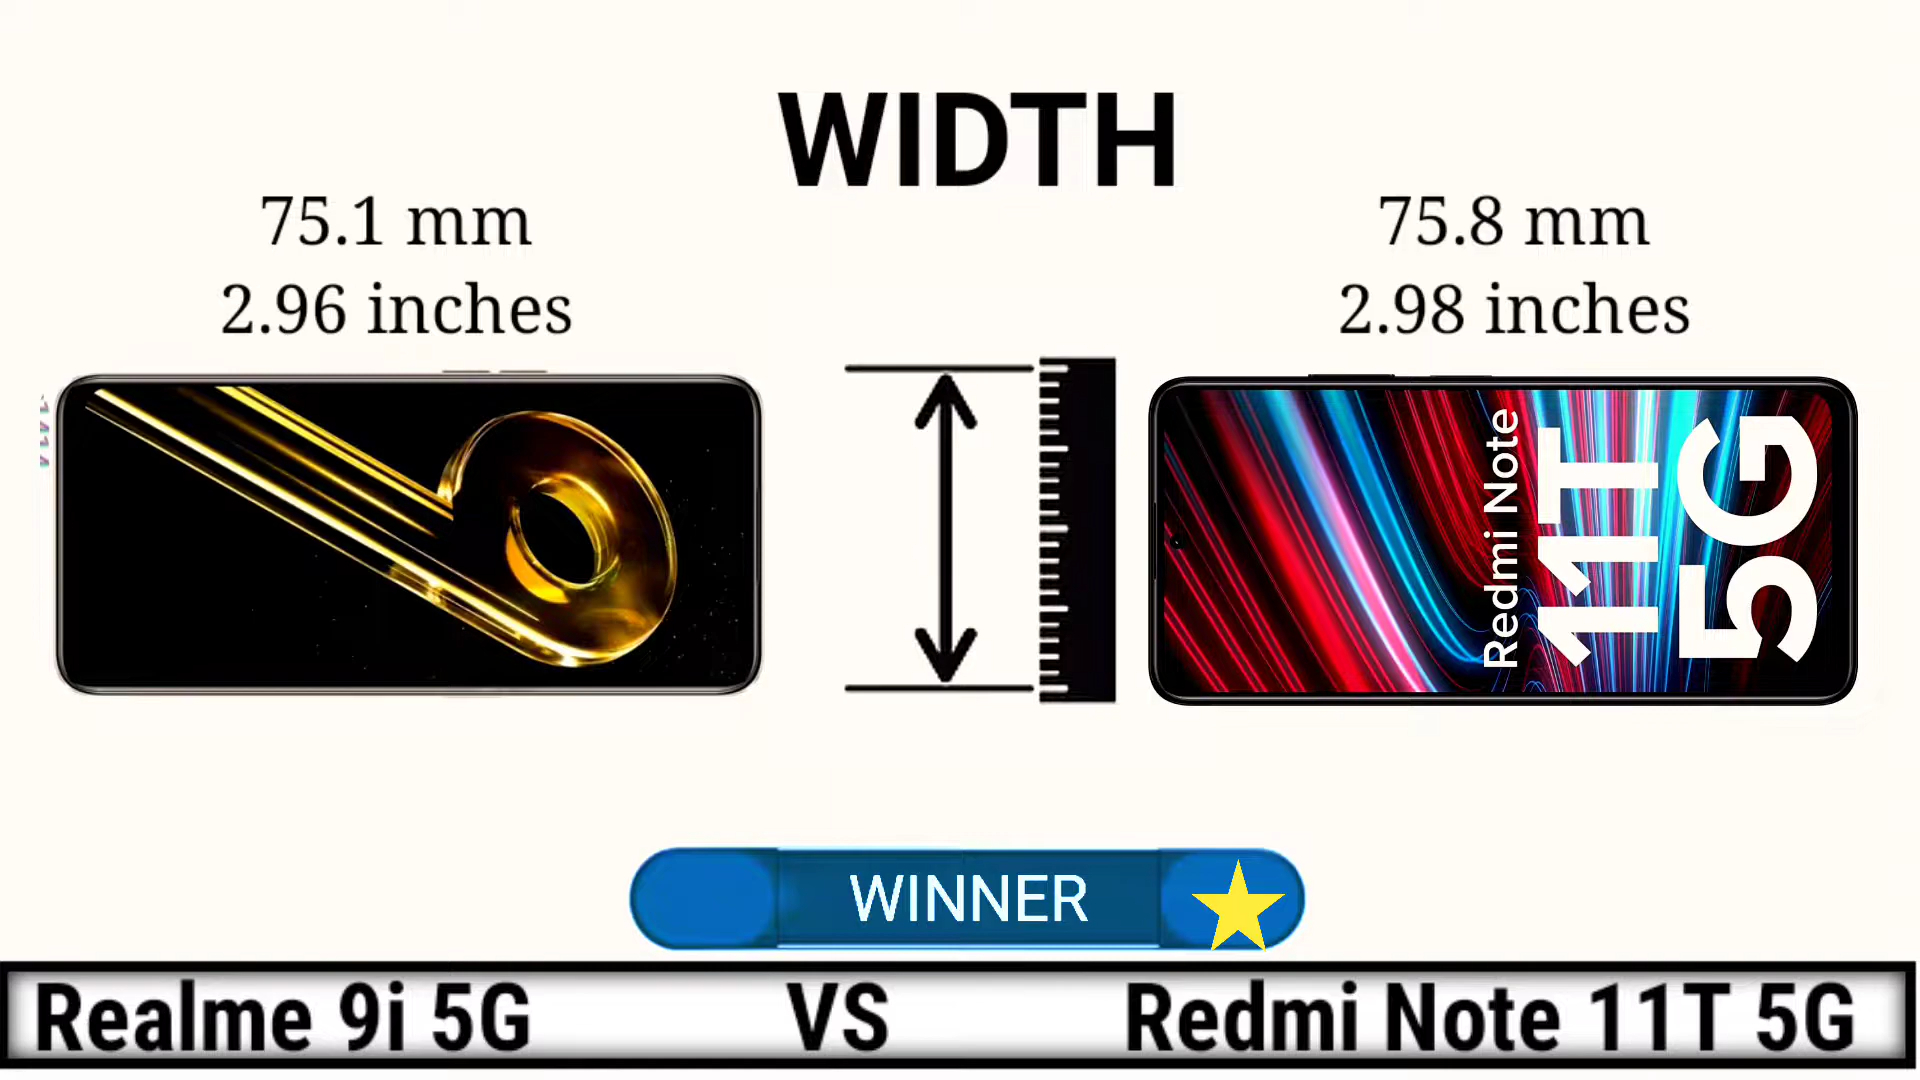 WIDTH
75.1 mm
2.96 inches
75.8 mm
2.98 inches
Redmi Note
11T
5G
WINNER
Realme 9i 5G VS Redmi Note 11T 5G